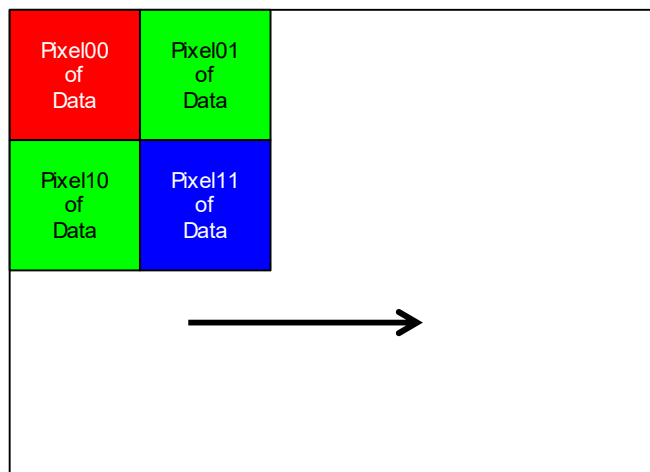 Pixel00
of
Data
Pixel01
of
Data
Pixel10
of
Data
Pixel11
of
Data